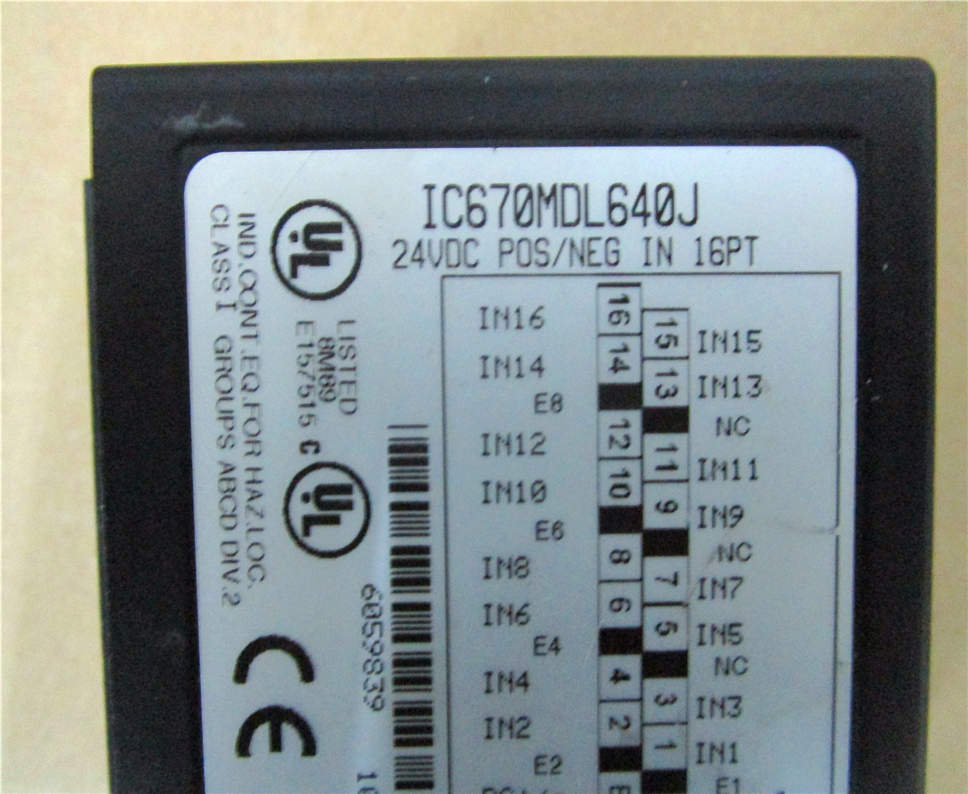 IC670MDL640J
24VDC POS/NEG IN 16PT
IND.CONT.EQ.FOR HAZ.LOC.
CLASS I GROUPS ABCD DIV.2
UL
LISTED
8M89
E157515
C UL
6059839
CE
IN16 16
15 IN15
IN14 14
13 IN13
E8
NC
IN12 12
11 IN11
IN10 10
9 IN9
E6
NC
IN8 8
7 IN7
IN6 6
5 IN5
E4
NC
IN4 4
3 IN3
IN2 2
1 IN1
E2
E1